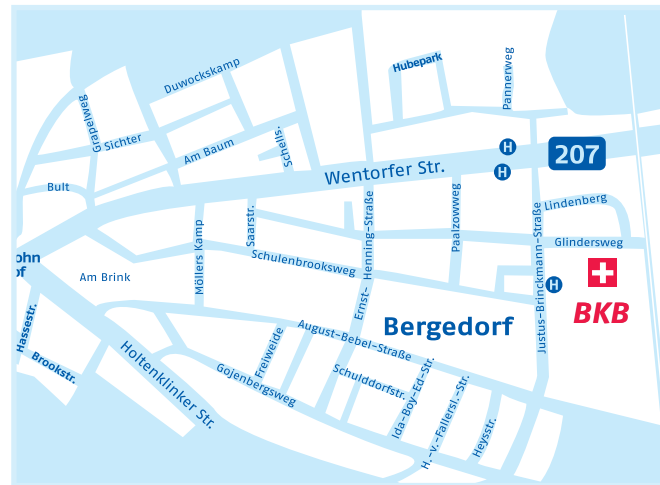 Hubepark
Pannerweg
Duwockskamp
Grapelweg
Sichter
Schells.
Am Baum
H
207
Wentorfer Str.
H
Bult
Lindenberg
Paalzowweg
Saarstr.
Möllers Kamp
Ernst- Henning-Straße
Justus-Brinckmann-Straße
Glindersweg
ohn
of
Schulenbrooksweg
Am Brink
H
BKB
Hassestr.
Bergedorf
August-Bebel-Straße
Freiweide
Holtenklinker Str.
Brookstr.
Gojenbergsweg
Schulddorfstr.
Ida-Boy-Ed-Str.
H.-v.-Fallersl.-Str.
Heysstr.